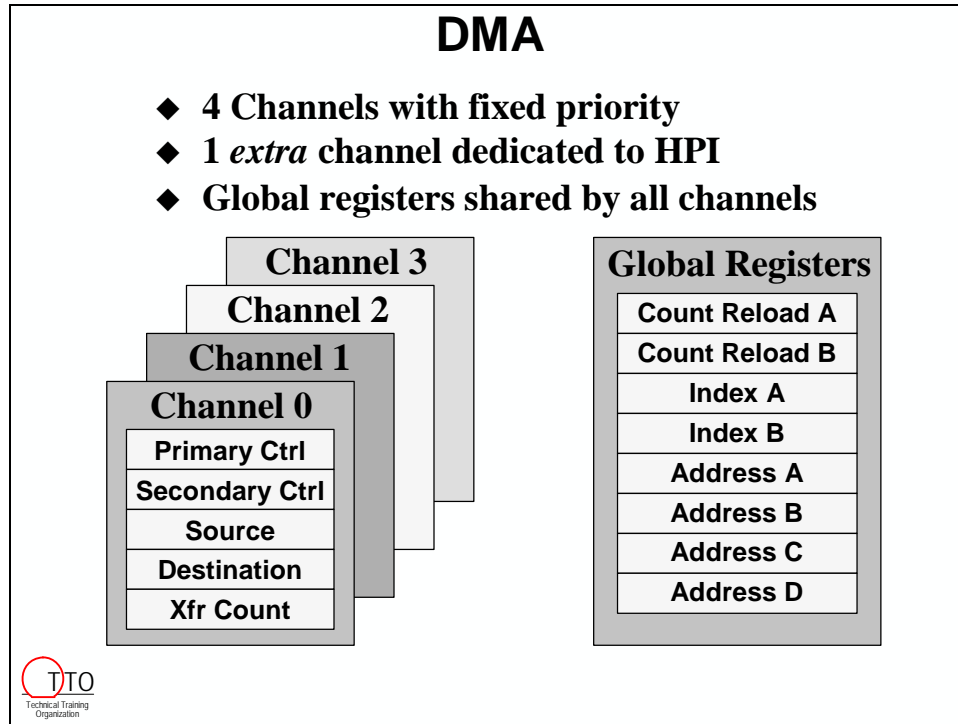 DMA
◆ 4 Channels with fixed priority
◆ 1 extra channel dedicated to HPI
◆ Global registers shared by all channels
Channel 3
Channel 2
Channel 1
Channel 0
Primary Ctrl
Secondary Ctrl
Source
Destination
Xfr Count
Global Registers
Count Reload A
Count Reload B
Index A
Index B
Address A
Address B
Address C
Address D
TTO
Technical Training
Organization